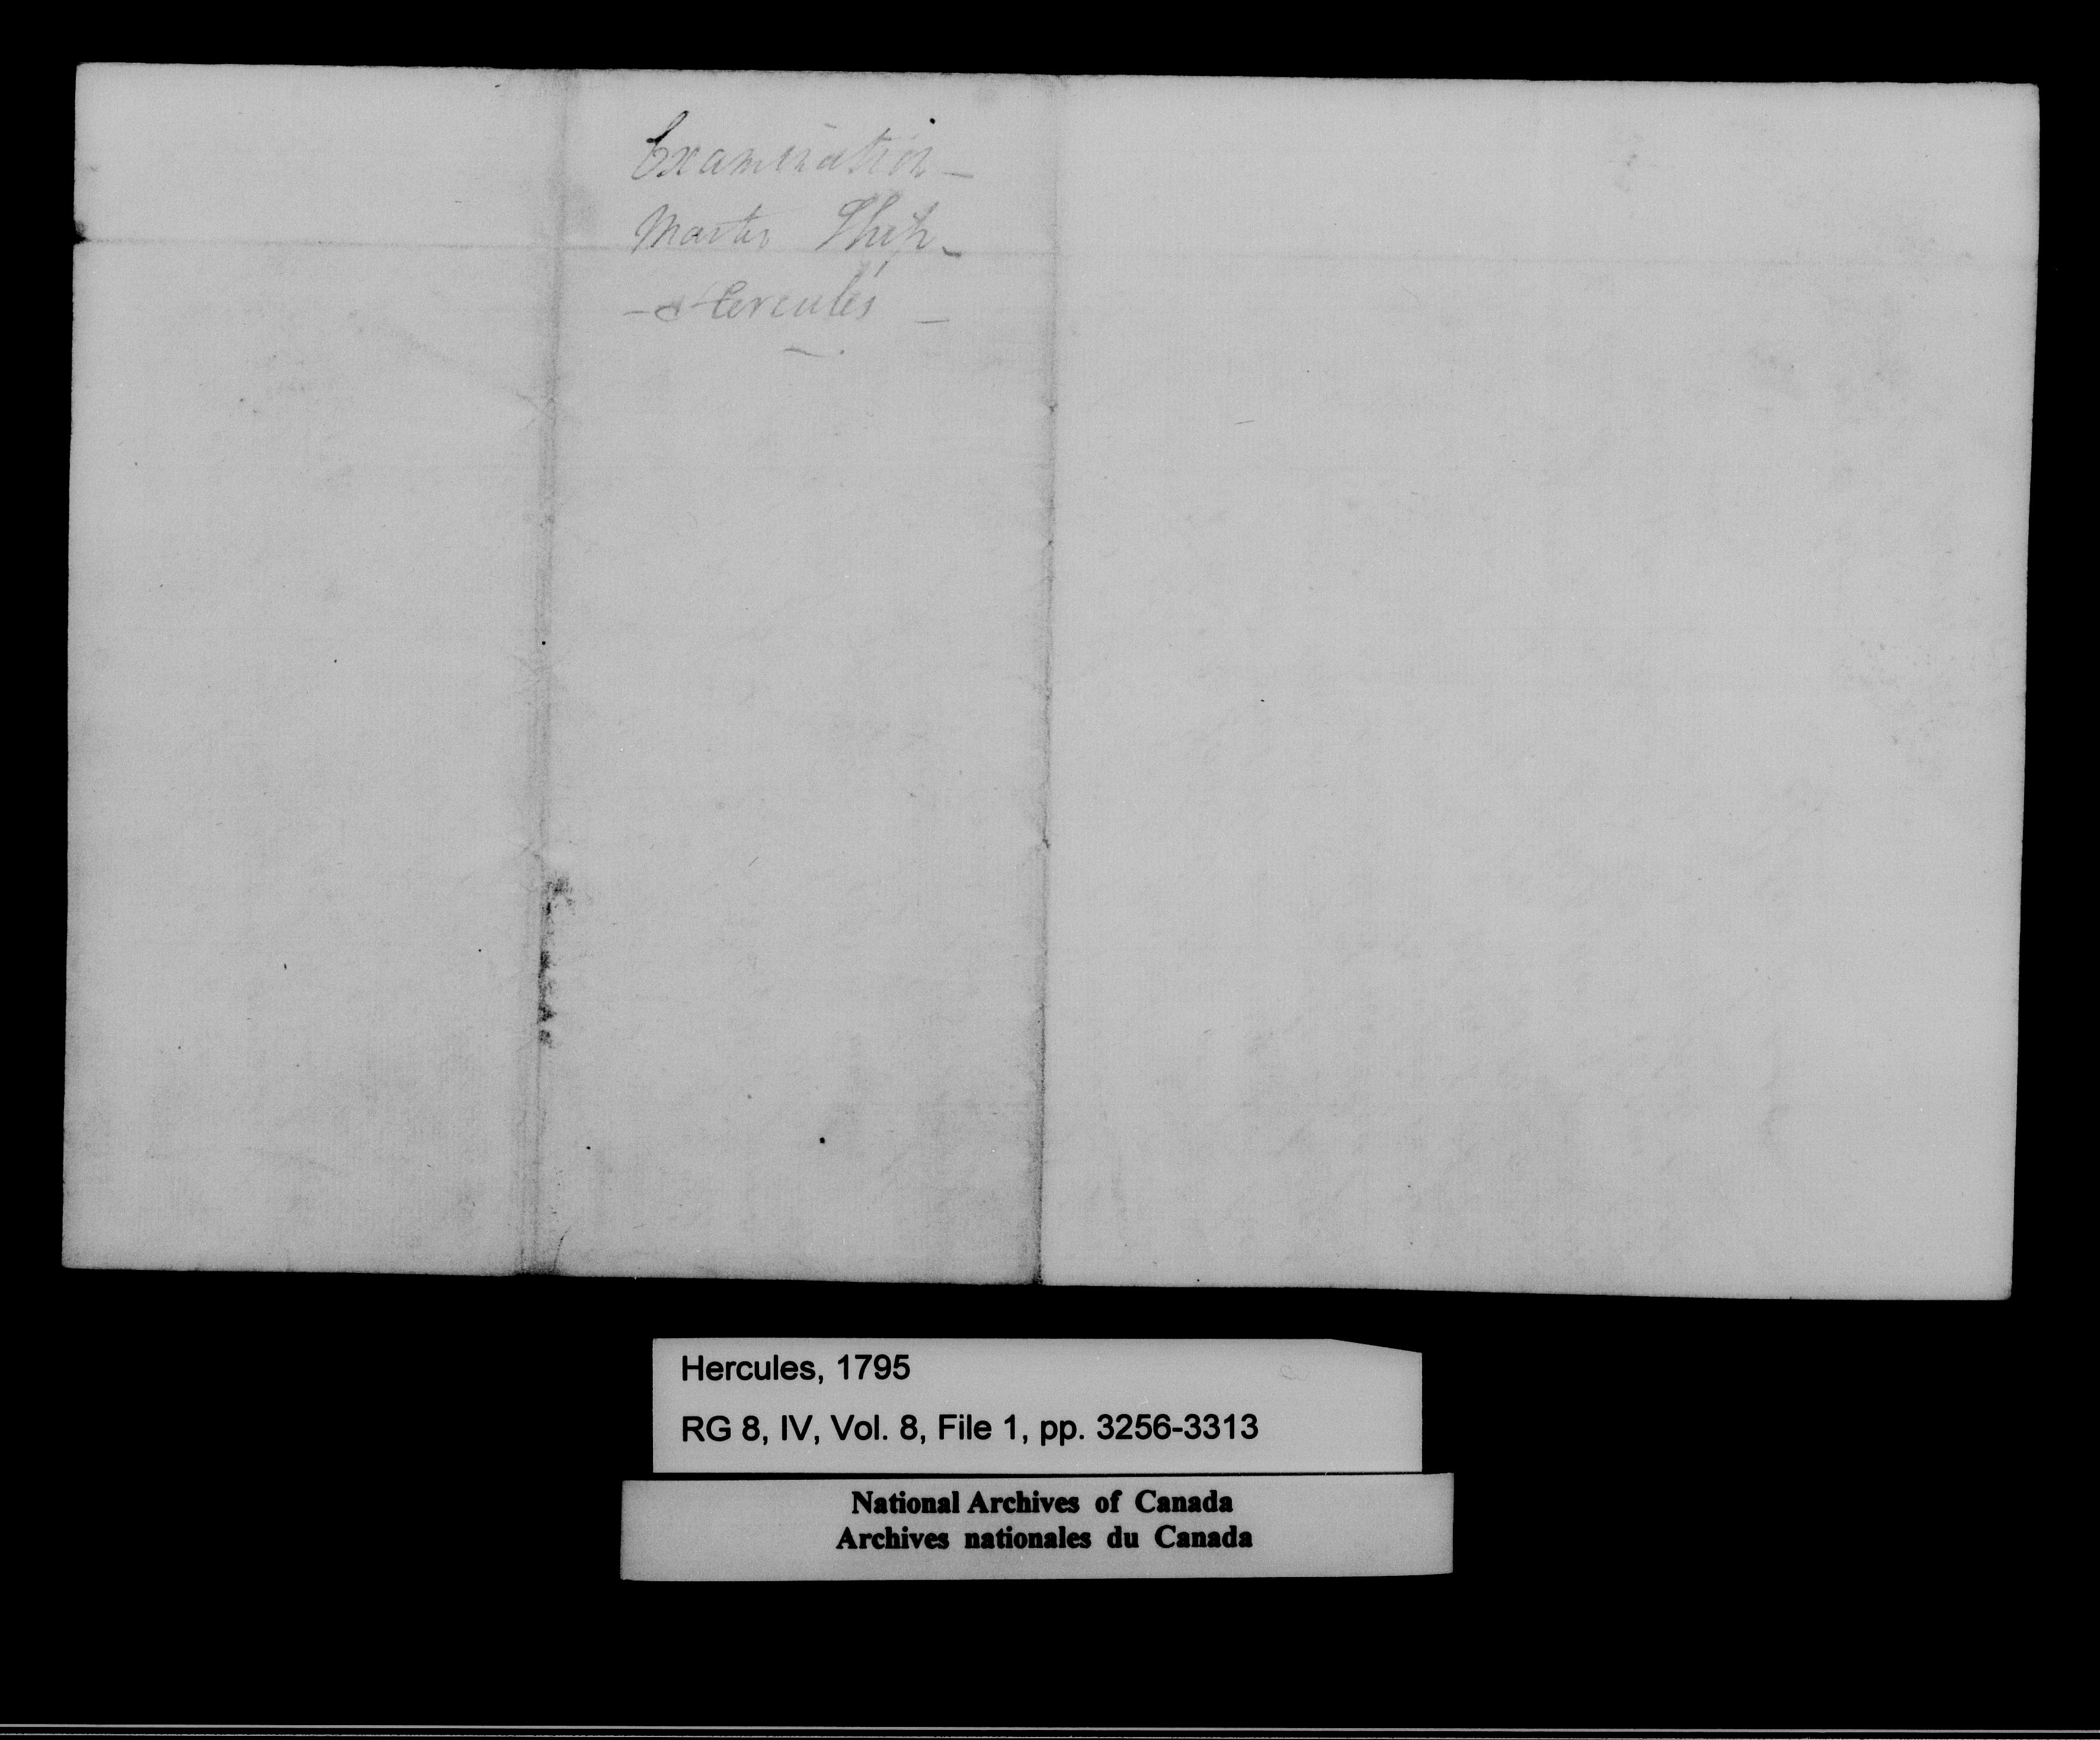 Examination —
Master Ship —
— Hercules —
Hercules, 1795
RG 8, IV, Vol. 8, File 1, pp. 3256-3313
National Archives of Canada
Archives nationales du Canada